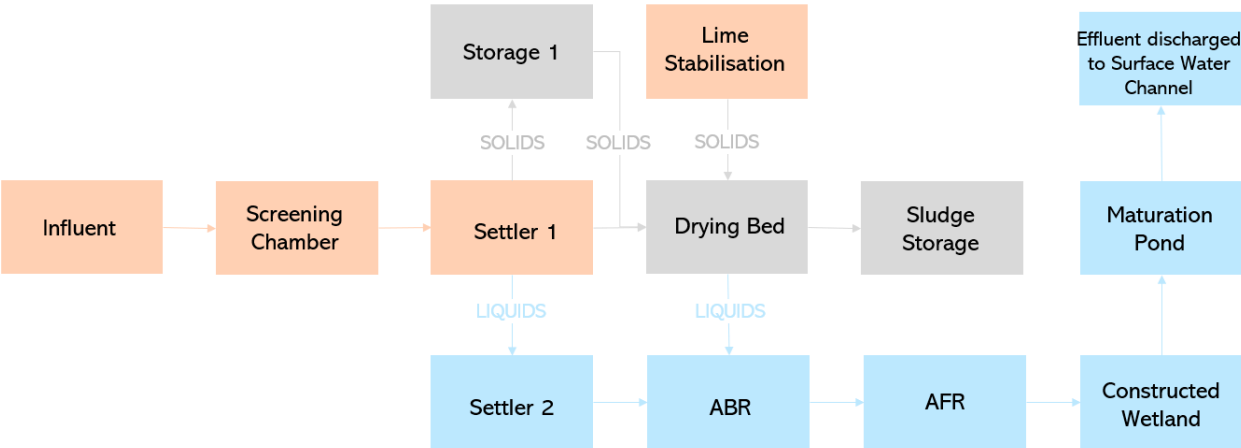 Storage 1
Lime
Stabilisation
Effluent discharged
to Surface Water
Channel
SOLIDS
SOLIDS
SOLIDS
Influent
Screening
Chamber
Settler 1
Drying Bed
Sludge
Storage
Maturation
Pond
LIQUIDS
LIQUIDS
Settler 2
ABR
AFR
Constructed
Wetland